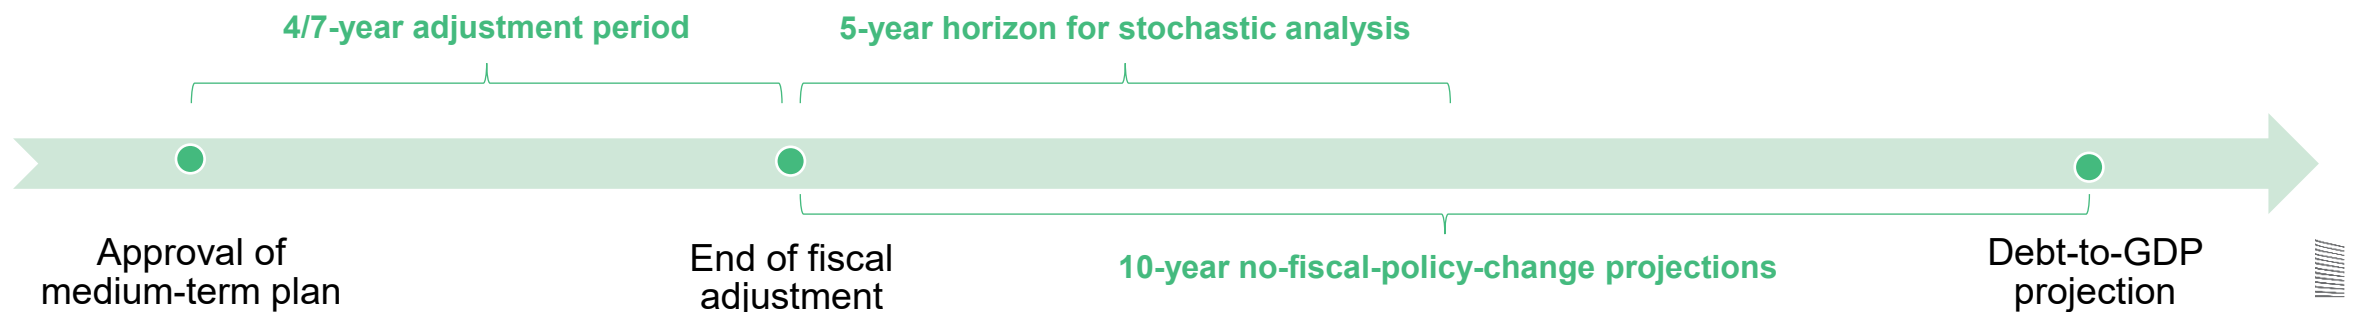 4/7-year adjustment period
5-year horizon for stochastic analysis
Approval of
medium-term plan
End of fiscal
adjustment
10-year no-fiscal-policy-change projections
Debt-to-GDP
projection